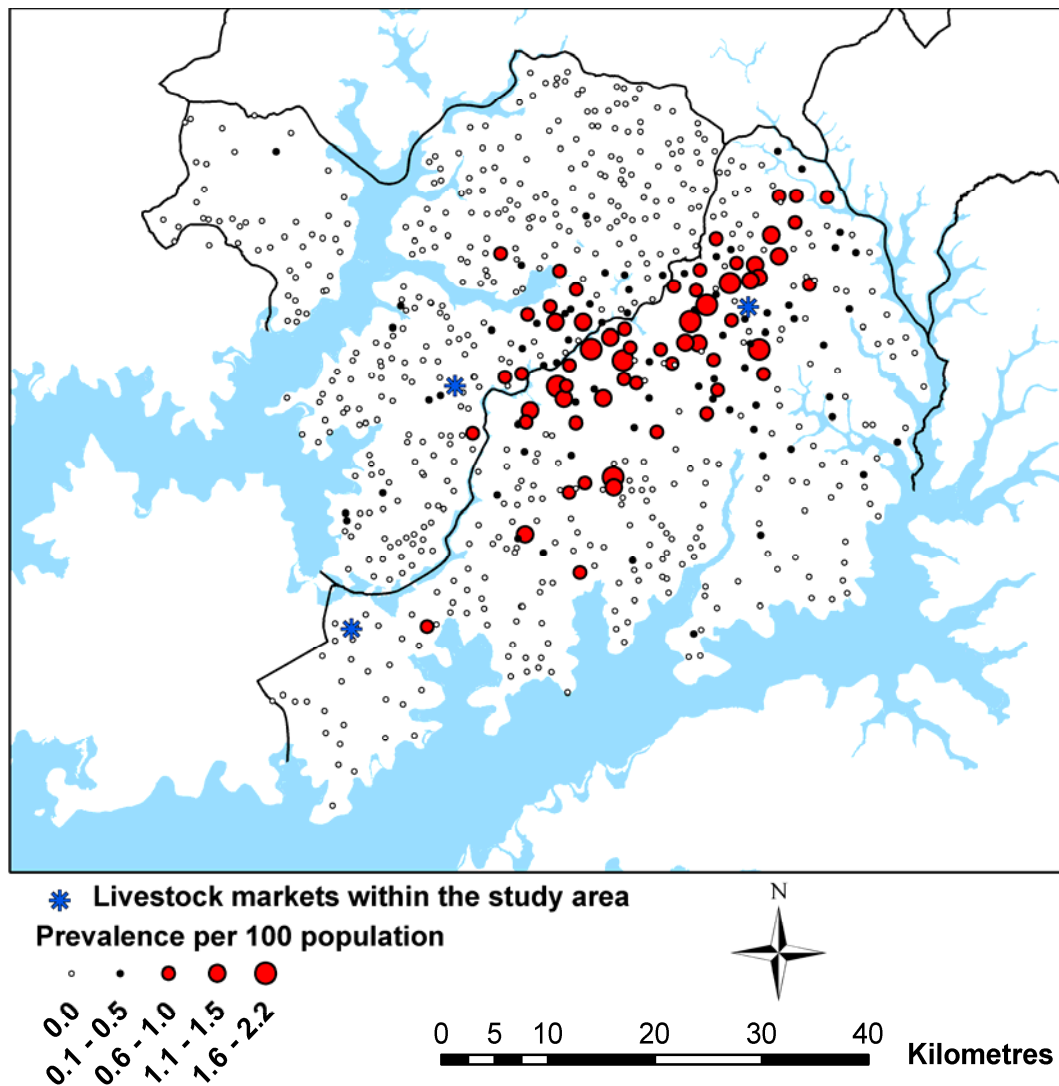 Livestock markets within the study area
N
Prevalence per 100 population
0.0
0.1 - 0.5
0.6 - 1.0
1.1 - 1.5
1.6 - 2.2
0 5 10 20 30 40
Kilometres